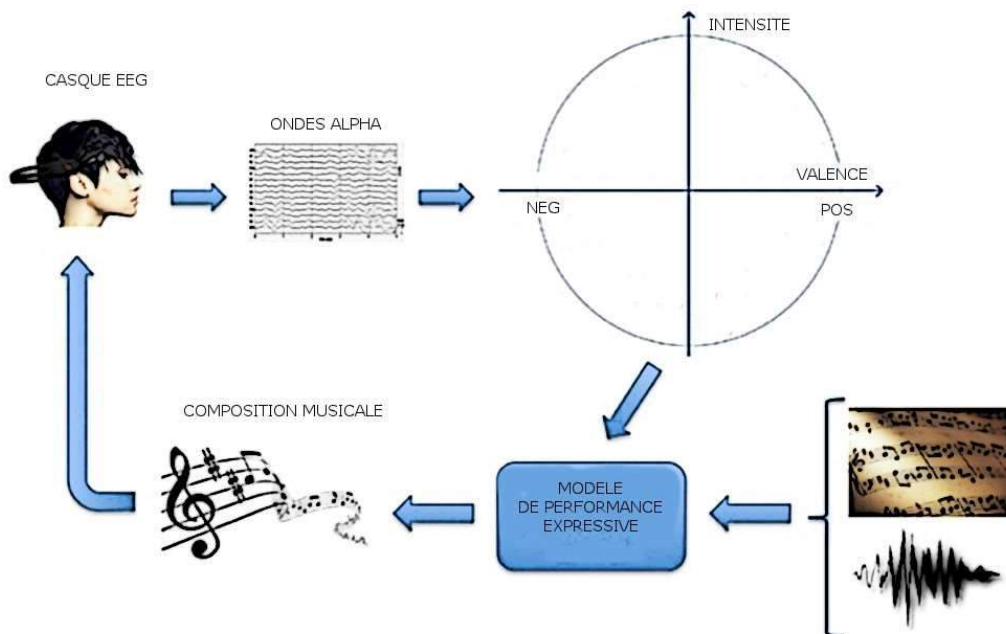 INTENSITE
CASQUE EEG
ONDES ALPHA
VALENCE
NEG
POS
COMPOSITION MUSICALE
MODELE
DE PERFORMANCE
EXPRESSIVE